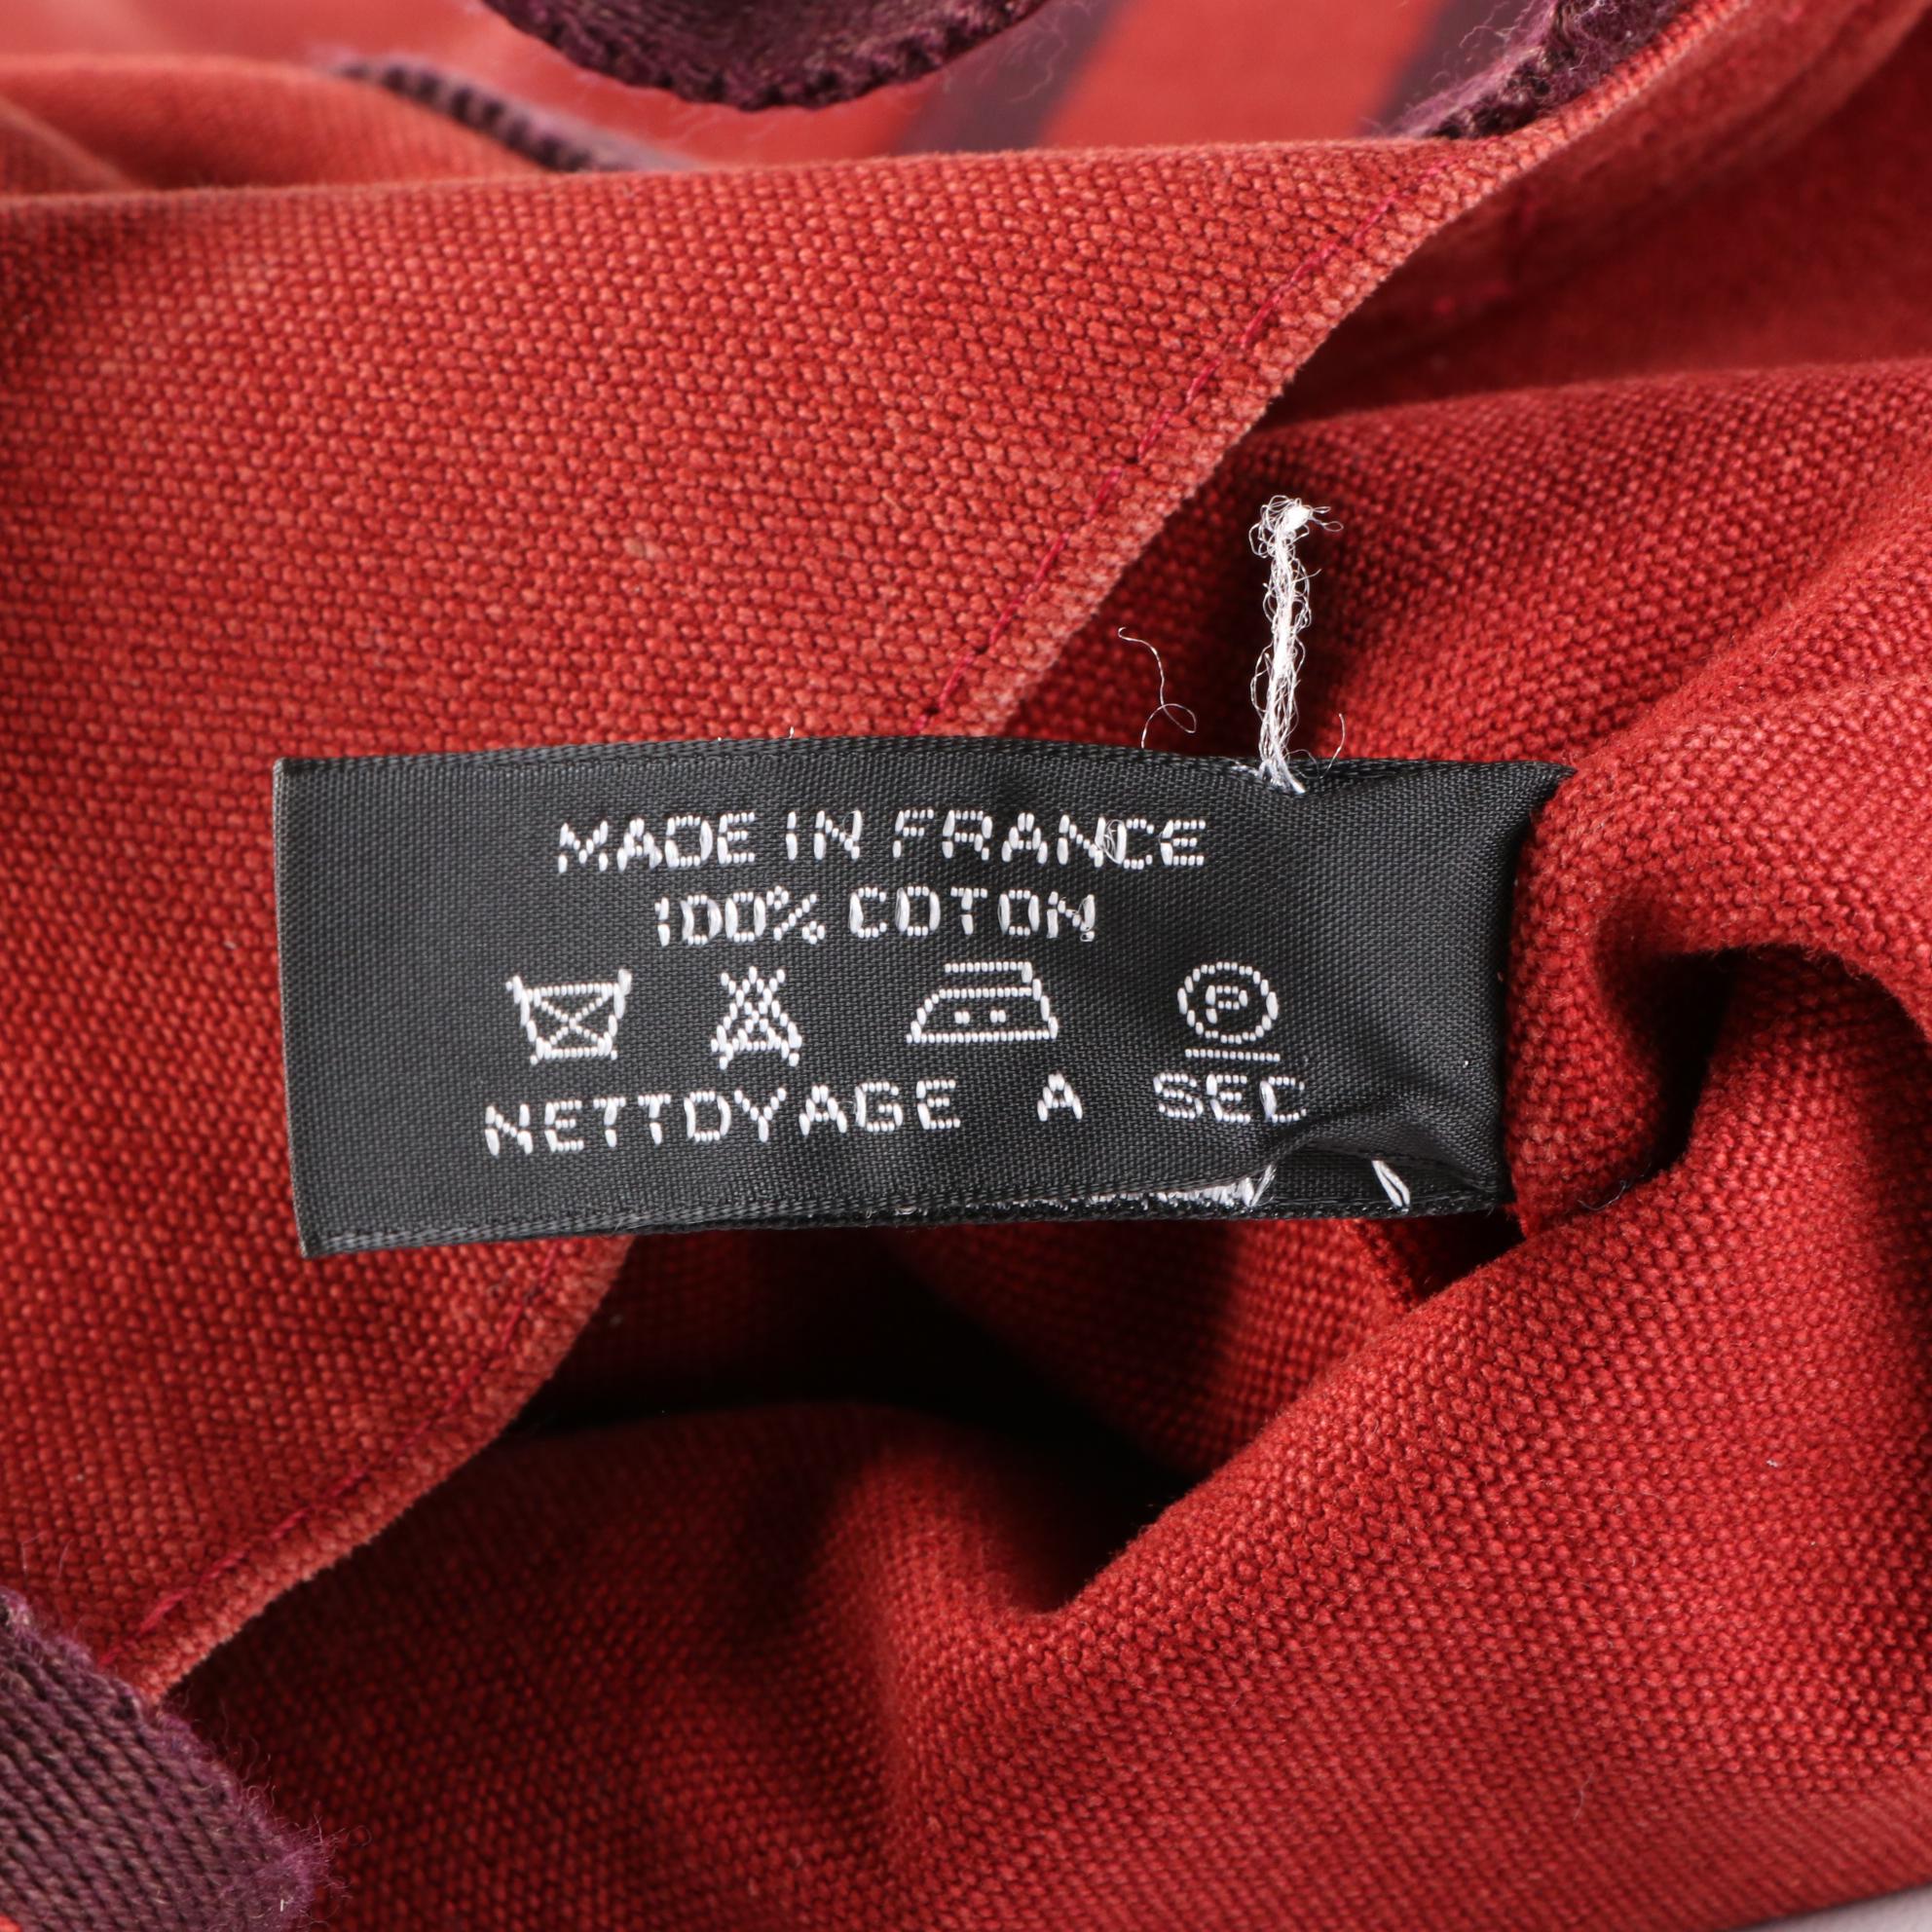 MADE IN FRANCE
100% COTON
P
NETTOYAGE A SEC